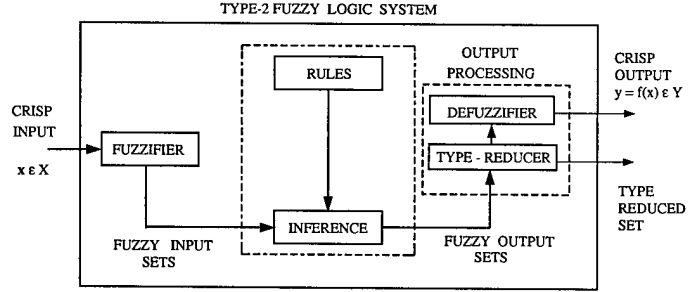 TYPE-2 FUZZY LOGIC SYSTEM
CRISP
INPUT
x ε X
FUZZIFIER
FUZZY INPUT
SETS
RULES
INFERENCE
OUTPUT
PROCESSING
DEFUZZIFIER
TYPE - REDUCER
FUZZY OUTPUT
SETS
CRISP
OUTPUT
y = f(x) ε Y
TYPE
REDUCED
SET